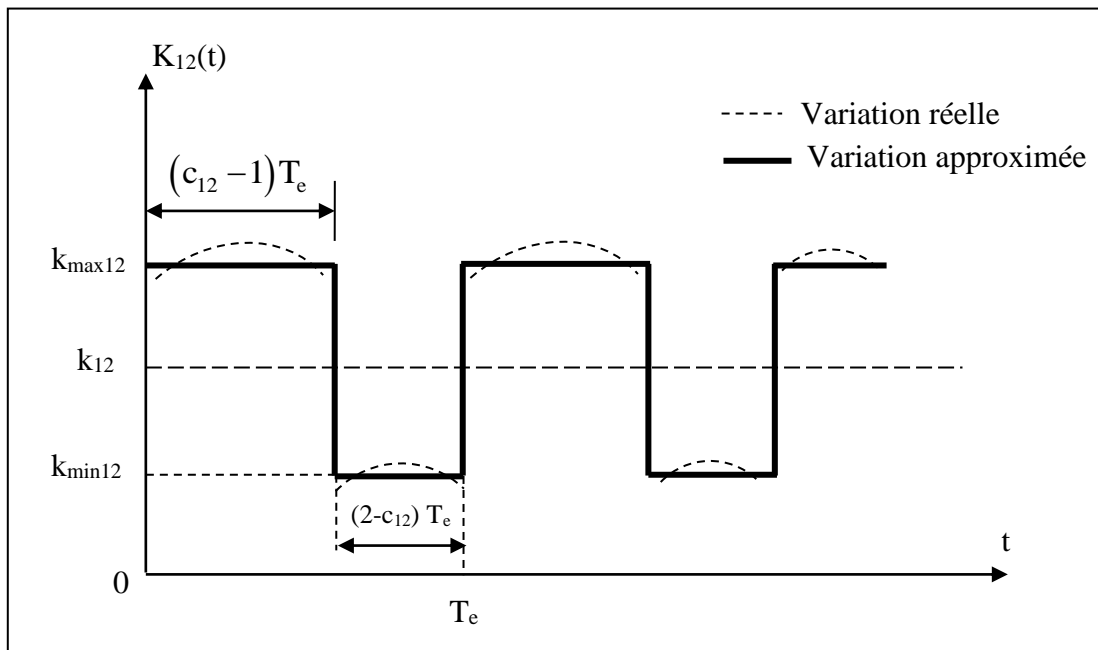 K₁₂(t)
Variation réelle
Variation approximée
(c₁₂ – 1) Tₑ
kₘₐₓ₁₂
k₁₂
kₘᵢₙ₁₂
(2-c₁₂) Tₑ
t
0
Tₑ